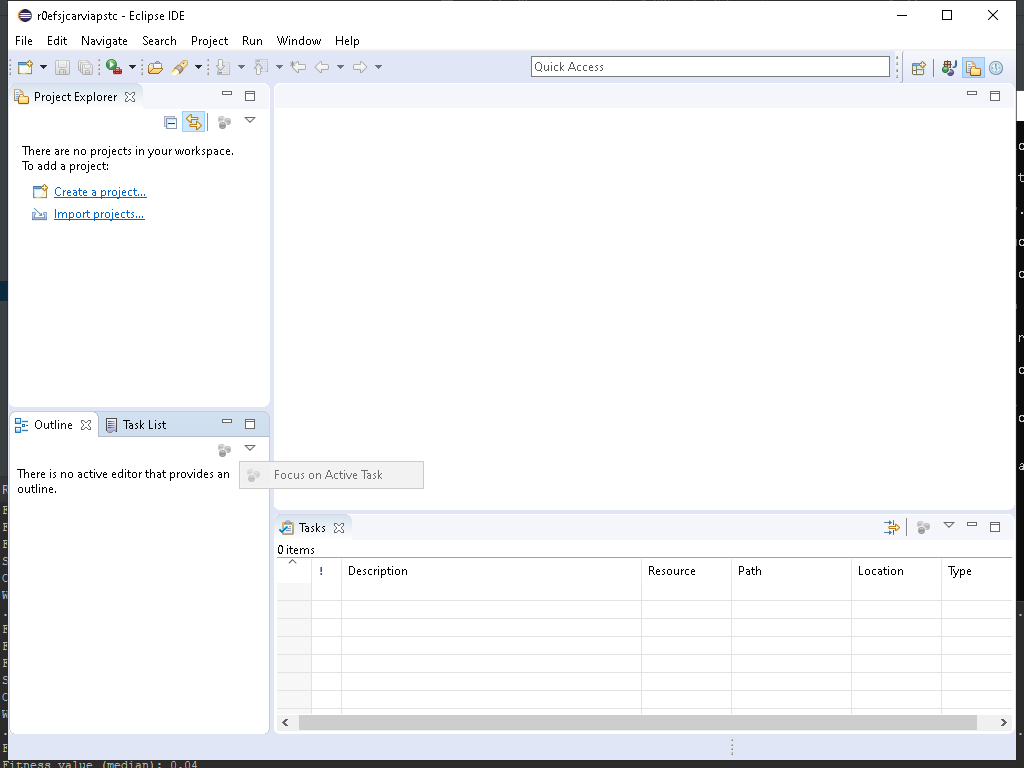 r0efsjcarviapstc - Eclipse IDE
File Edit Navigate Search Project Run Window Help
Quick Access
Project Explorer
There are no projects in your workspace.
To add a project:
Create a project...
Import projects...
Outline
Task List
There is no active editor that provides an
outline.
Focus on Active Task
Tasks
0 items
! Description Resource Path Location Type
Fitness value (median): 0.04